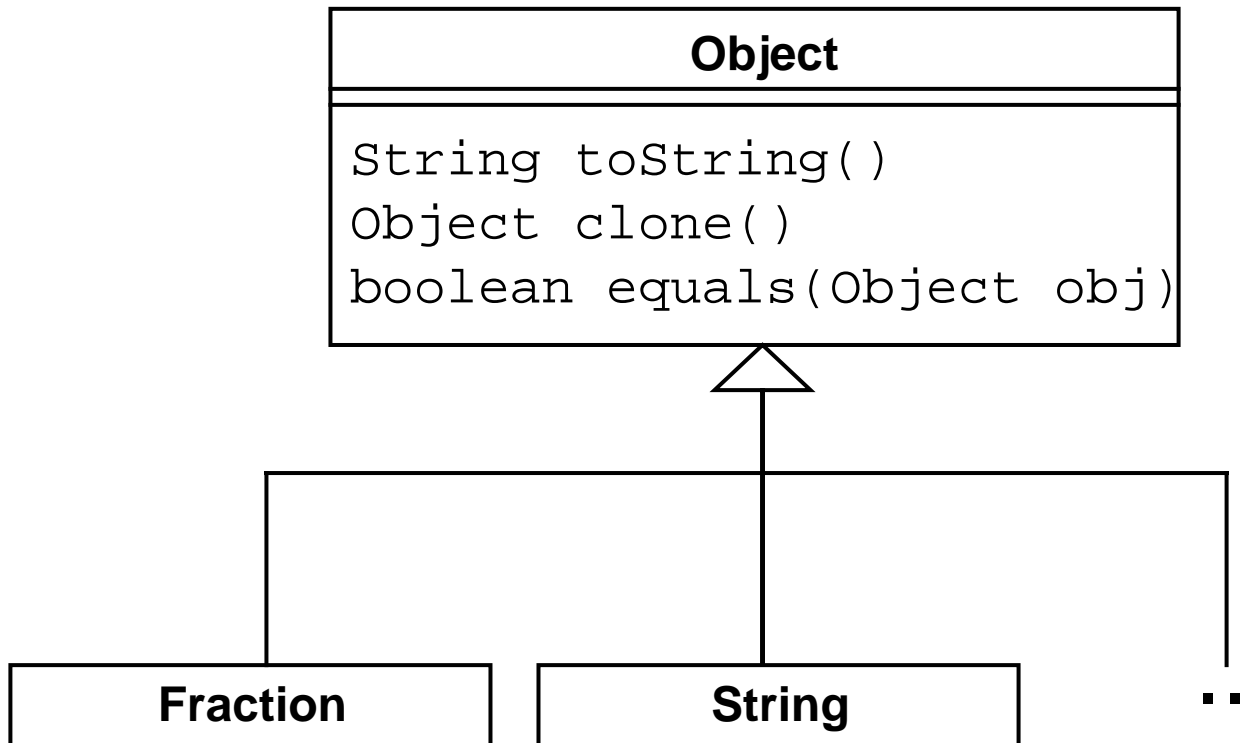 Object
String toString()
Object clone()
boolean equals(Object obj)
Fraction
String
..